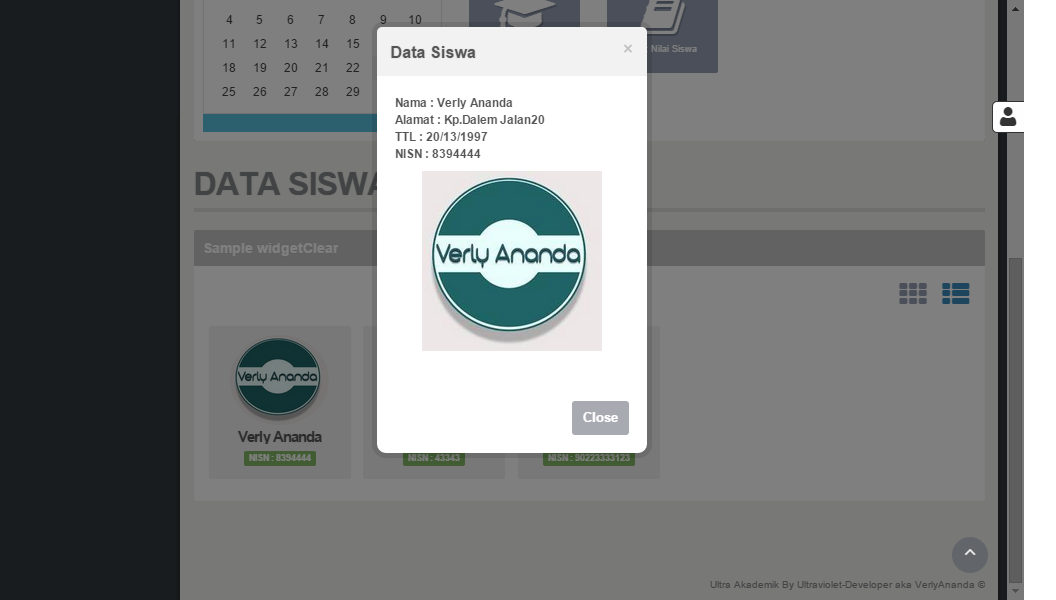 4 5 6 7 8 9 10
11 12 13 14 15
18 19 20 21 22
25 26 27 28 29
Nilai Siswa
Data Siswa ×
Nama : Verly Ananda
Alamat : Kp.Dalem Jalan20
TTL : 20/13/1997
NISN : 8394444
Verly Ananda
Close
DATA SISWA
Sample widgetClear
Verly Ananda
Verly Ananda
NISN : 8394444
NISN : 43343
NISN : 90223333123
Ultra Akademik By Ultraviolet-Developer aka VerlyAnanda ©